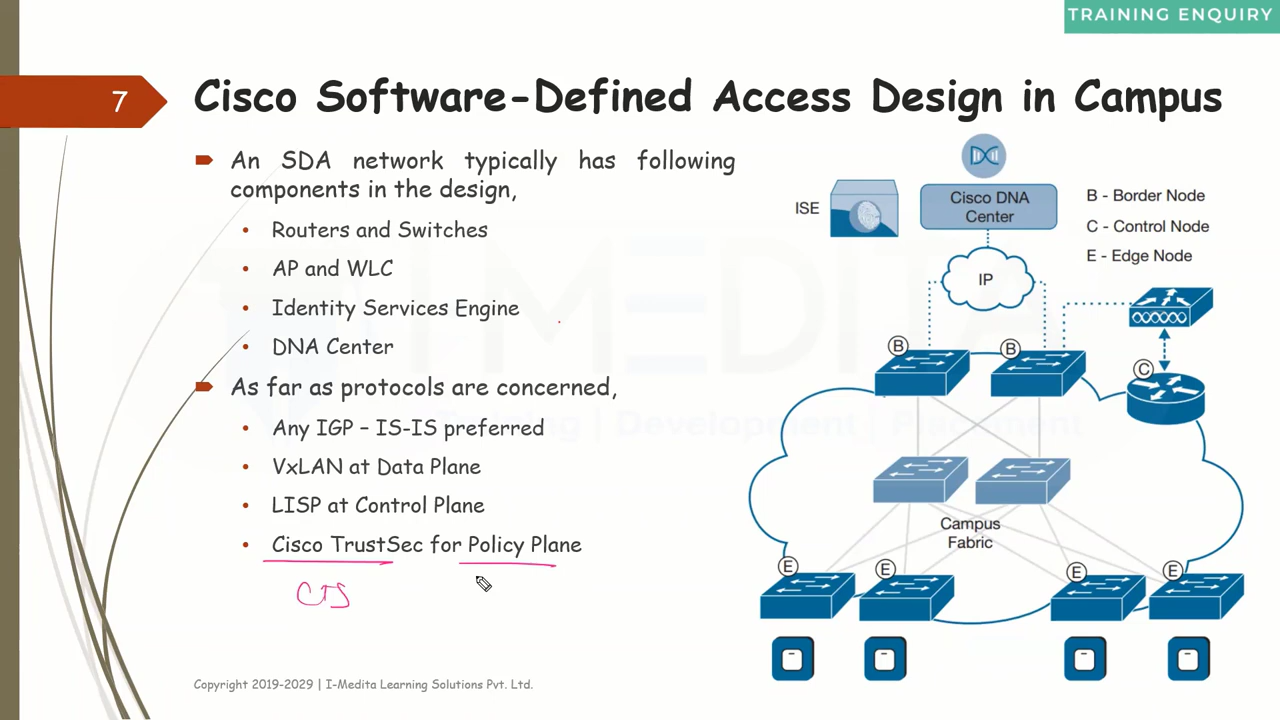 TRAINING ENQUIRY
7
Cisco Software-Defined Access Design in Campus
An SDA network typically has following
components in the design,
• Routers and Switches
• AP and WLC
• Identity Services Engine
• DNA Center
As far as protocols are concerned,
• Any IGP – IS-IS preferred
• VxLAN at Data Plane
• LISP at Control Plane
• Cisco TrustSec for Policy Plane
CTS
ISE
Cisco DNA
Center
B - Border Node
C - Control Node
E - Edge Node
IP
B
B
C
Campus
Fabric
E
E
E
E
I MEDITA
Training | Development | Placement
Copyright 2019-2029 | I-Medita Learning Solutions Pvt. Ltd.